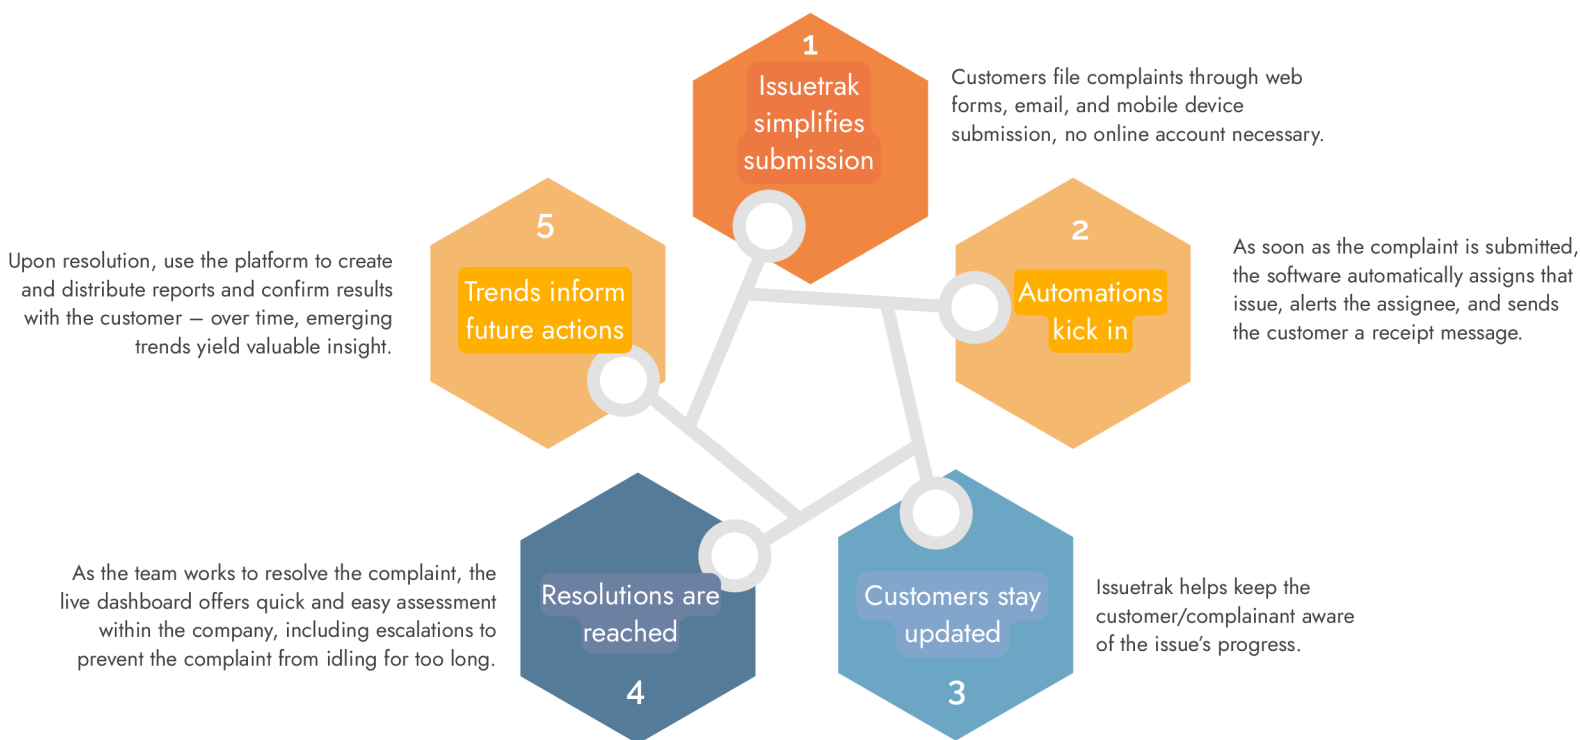 1
Issuetrak
simplifies
submission
Customers file complaints through web
forms, email, and mobile device
submission, no online account necessary.
2
Automations
kick in
As soon as the complaint is submitted,
the software automatically assigns that
issue, alerts the assignee, and sends
the customer a receipt message.
Customers stay
updated
3
Issuetrak helps keep the
customer/complainant aware
of the issue’s progress.
Resolutions are
reached
4
As the team works to resolve the complaint, the
live dashboard offers quick and easy assessment
within the company, including escalations to
prevent the complaint from idling for too long.
5
Trends inform
future actions
Upon resolution, use the platform to create
and distribute reports and confirm results
with the customer – over time, emerging
trends yield valuable insight.